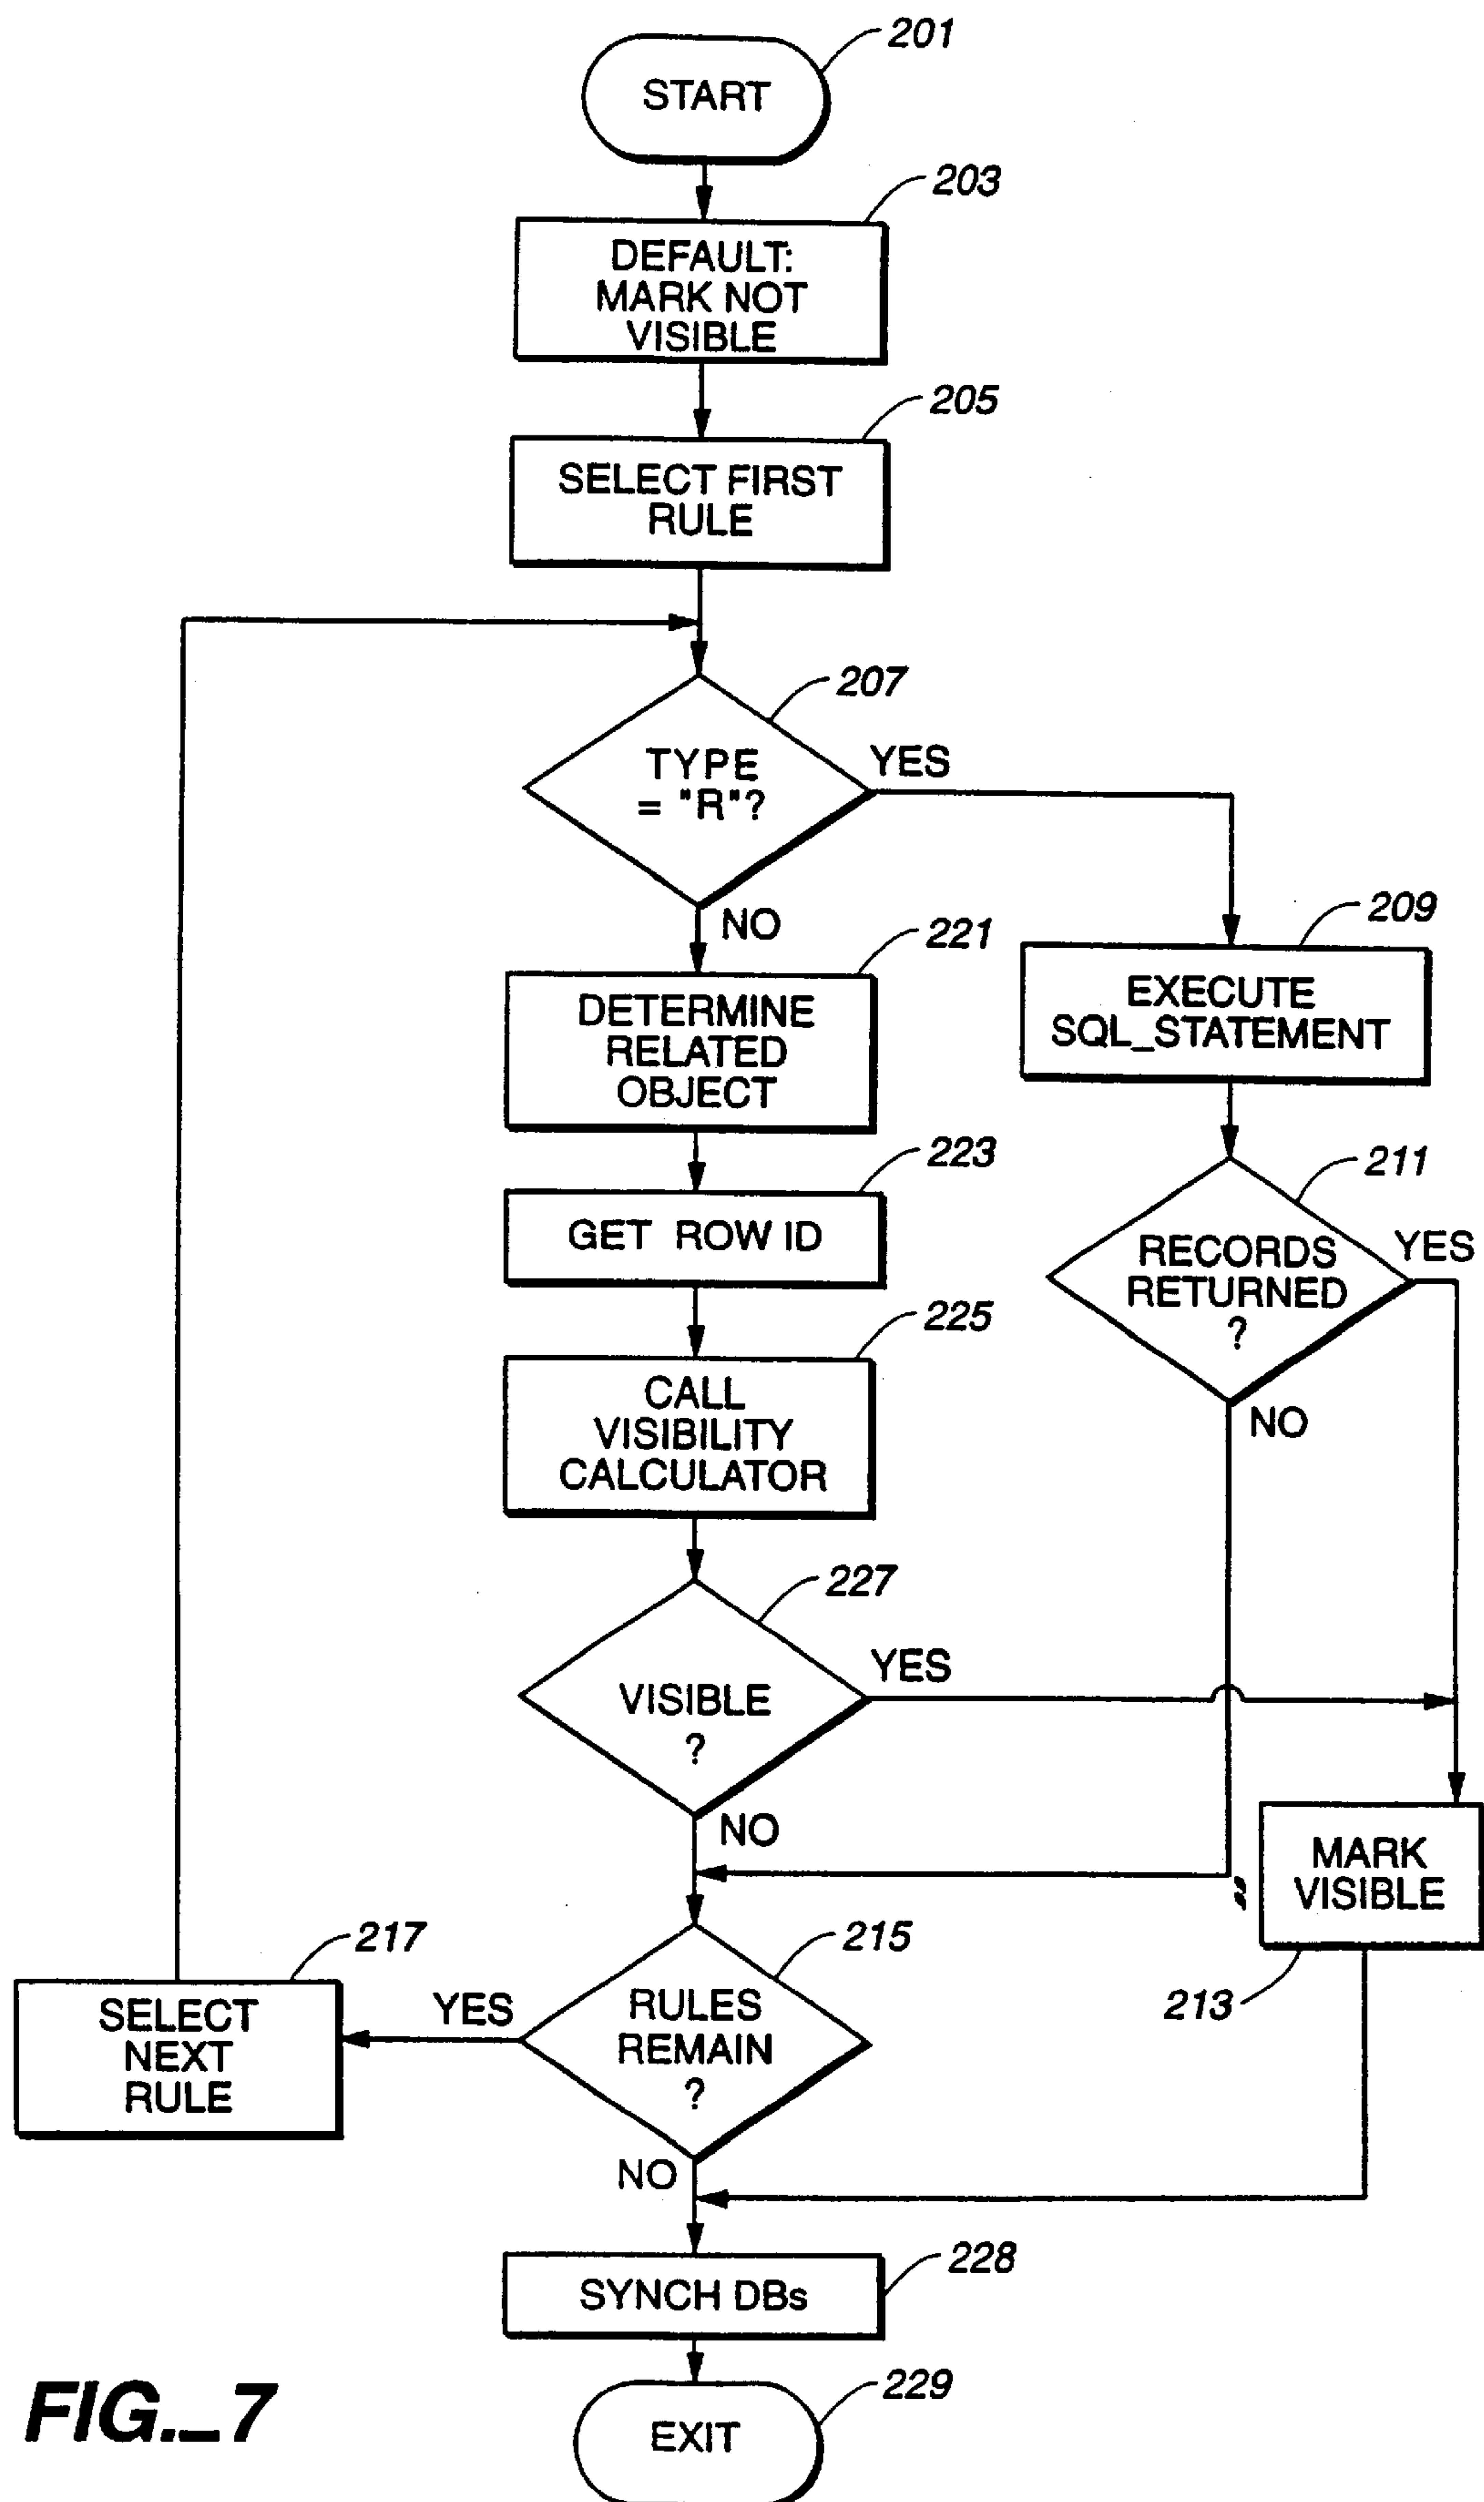 201
START
203
DEFAULT:
MARK NOT
VISIBLE
205
SELECT FIRST
RULE
207
TYPE
= "R"?
YES
NO
221
DETERMINE
RELATED
OBJECT
209
EXECUTE
SQL_STATEMENT
223
GET ROW ID
211
RECORDS
RETURNED
?
YES
NO
225
CALL
VISIBILITY
CALCULATOR
227
VISIBLE
?
YES
NO
MARK
VISIBLE
213
217
SELECT
NEXT
RULE
YES
215
RULES
REMAIN
?
NO
228
SYNCH DBs
229
EXIT
FIG._7